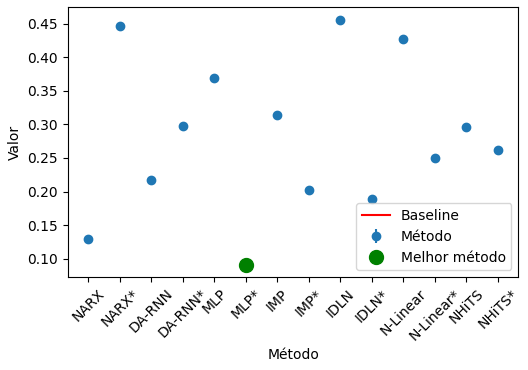 0.45
0.40
0.35
0.30
0.25
0.20
0.15
0.10
Valor
Baseline
Método
Melhor método
NARX
NARX*
DA-RNN
DA-RNN*
MLP
MLP*
IMP
IMP*
IDLN
IDLN*
N-Linear
N-Linear*
NHiTS
NHiTS*
Método